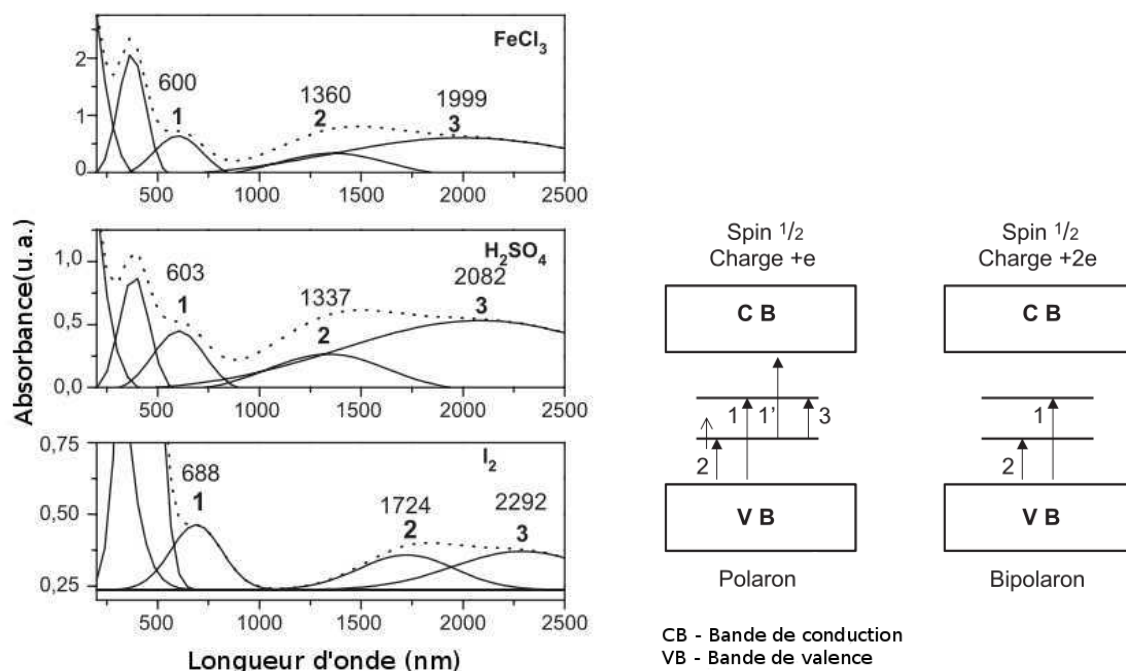 FeCl3
600
1360
1999
1
2
3
2
1
0
500
1000
1500
2000
2500
H2SO4
603
1337
2082
1
2
3
1,0
0,5
0,0
500
1000
1500
2000
2500
I2
688
1724
2292
1
2
3
0,75
0,50
0,25
500
1000
1500
2000
2500
Absorbance(u.a.)
Longueur d'onde (nm)
Spin 1/2
Charge +e
C B
1
1'
3
2
V B
Polaron
Spin 1/2
Charge +2e
C B
1
2
V B
Bipolaron
CB - Bande de conduction
VB - Bande de valence